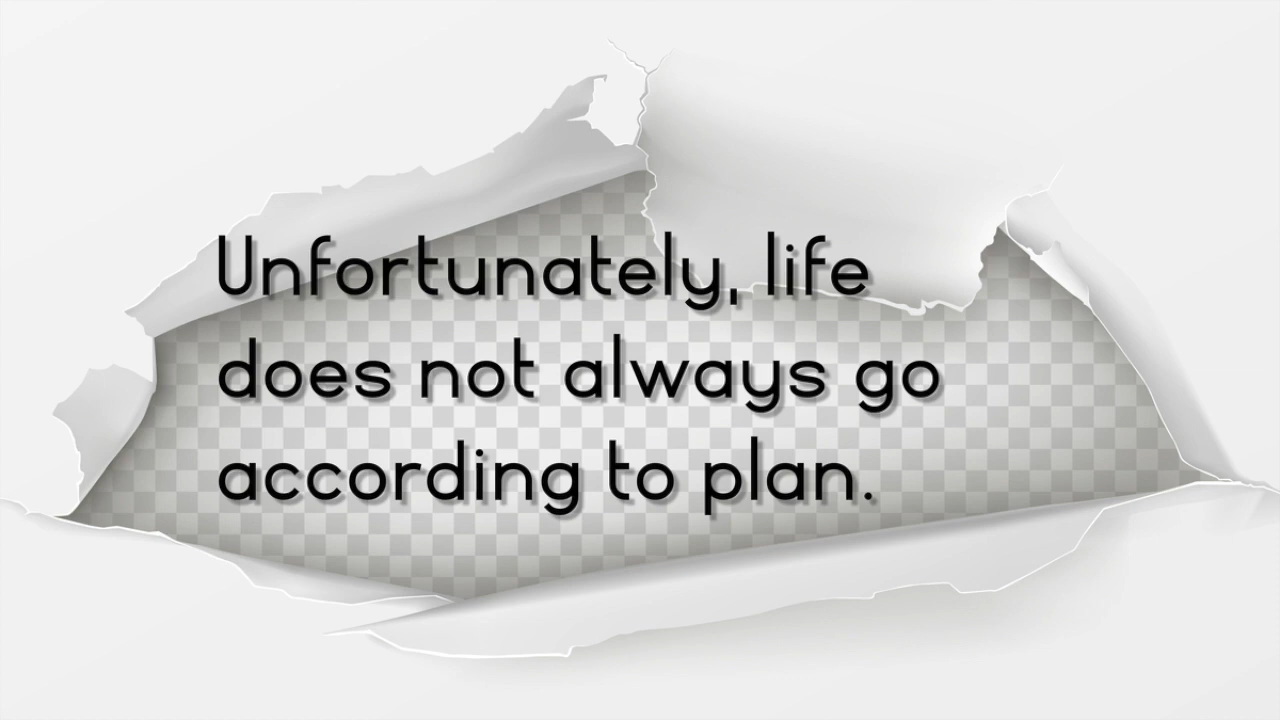 Unfortunately, life
does not always go
according to plan.